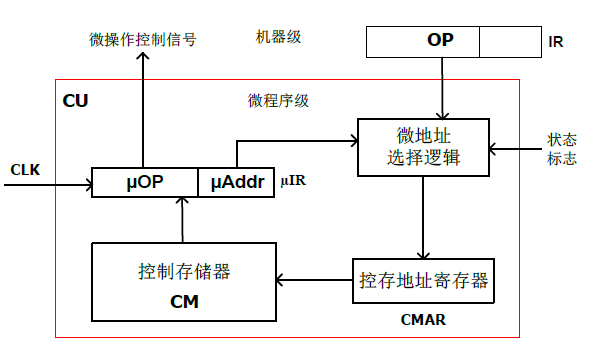 微操作控制信号
机器级
OP
IR
CU
微程序级
微地址
选择逻辑
状态
标志
CLK
μOP
μAddr
μIR
控制存储器
CM
控存地址寄存器
CMAR